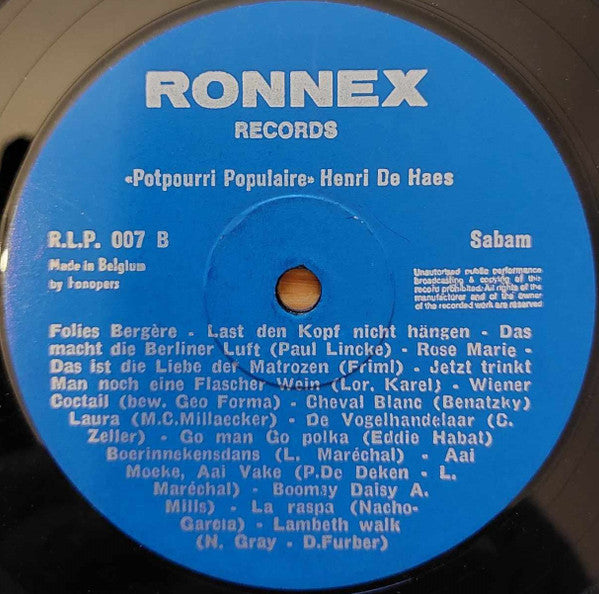 RONNEX
RECORDS
«Potpourri Populaire» Henri De Haes
R.L.P. 007 B
Sabam
Made in Belgium
by Fonopers
Unautorised public performance
broadcasting & copying of this
record prohibited. All rights of the
manufacturer and of the owner
of the recorded work are reserved
Folies Bergère - Last den Kopf nicht hängen - Das
macht die Berliner Luft (Paul Lincke) - Rose Marie -
Das ist die Liebe der Matrozen (Friml) - Jetzt trinkt
Man noch eine Flascher Wein (Lor. Karel) - Wiener
Coctail (bew. Geo Forma) - Cheval Blanc (Benatzky)
Laura (M.C. Millaecker) - De Vogelhandelaar (C.
Zeller) - Go man Go polka (Eddie Habat)
Boerinnekensdans (L. Maréchal) - Aai
Moeke, Aai Vake (P. De Deken - L.
Maréchal) - Boomsy Daisy A.
Mills) - La raspa (Nacho-
Garcia) - Lambeth walk
(N. Gray - D. Furber)